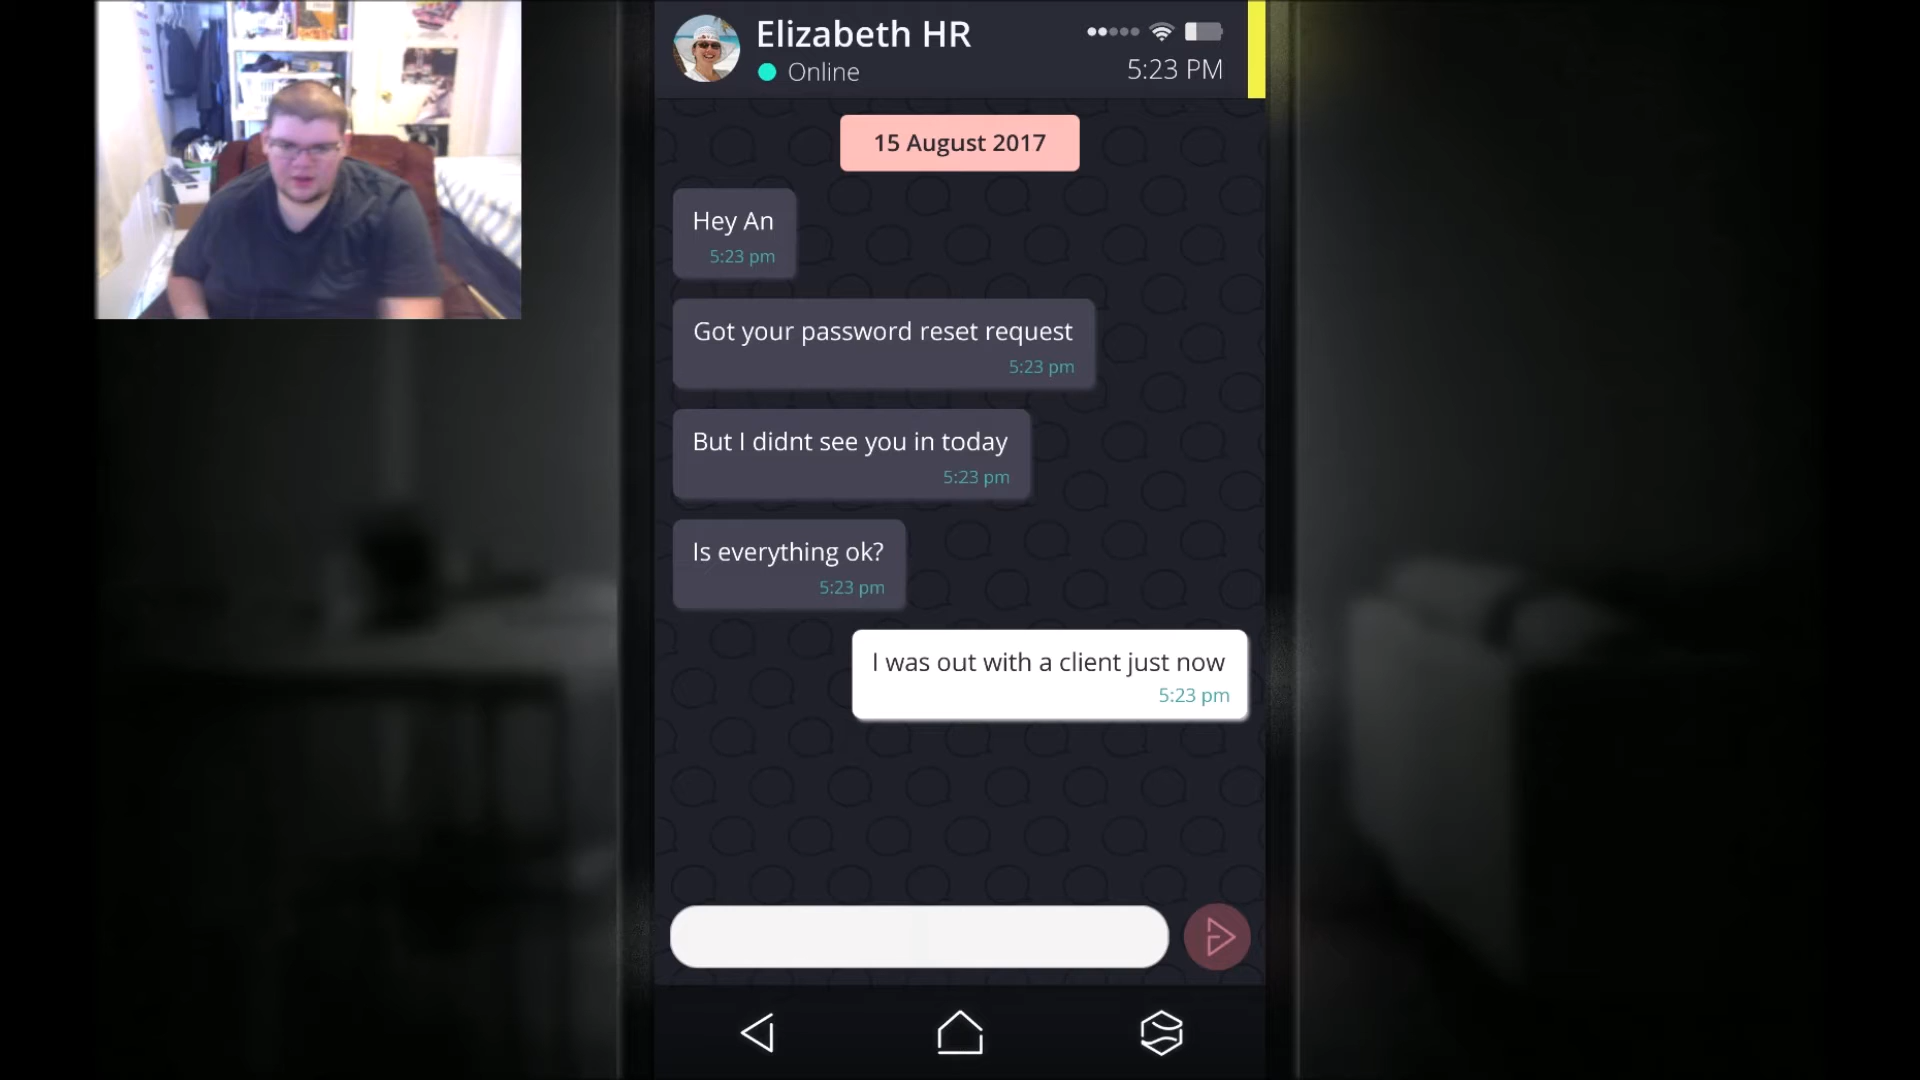 Elizabeth HR
Online
5:23 PM
15 August 2017
Hey An
5:23 pm
Got your password reset request
5:23 pm
But I didnt see you in today
5:23 pm
Is everything ok?
5:23 pm
I was out with a client just now
5:23 pm